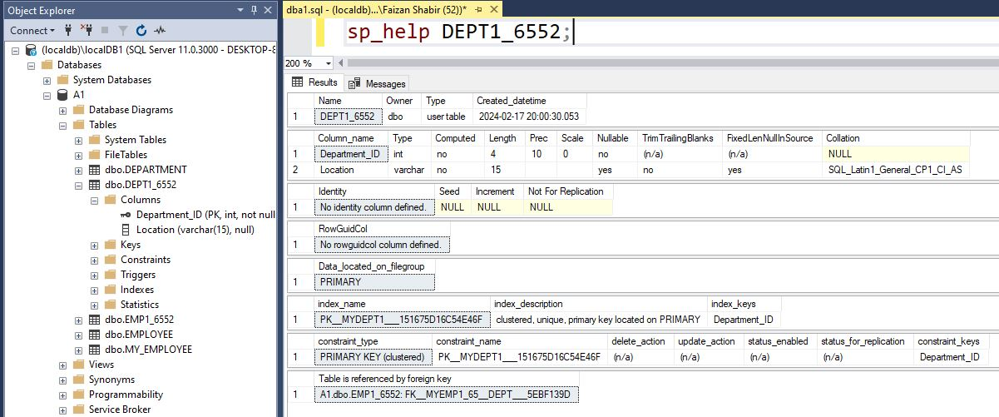 Object Explorer
Connect
(localdb)\localDB1 (SQL Server 11.0.3000 - DESKTOP-8
Databases
System Databases
A1
Database Diagrams
Tables
System Tables
FileTables
dbo.DEPARTMENT
dbo.DEPT1_6552
Columns
Department_ID (PK, int, not null
Location (varchar(15), null)
Keys
Constraints
Triggers
Indexes
Statistics
dbo.EMP1_6552
dbo.EMPLOYEE
dbo.MY_EMPLOYEE
Views
Synonyms
Programmability
Service Broker
dba1.sql - (localdb)...\Faizan Shabir (52))*
sp_help DEPT1_6552;
200 %
Results Messages
Name Owner Type Created_datetime
1 DEPT1_6552 dbo user table 2024-02-17 20:00:30.053
Column_name Type Computed Length Prec Scale Nullable TrimTrailingBlanks FixedLenNullInSource Collation
1 Department_ID int no 4 10 0 no (n/a) (n/a) NULL
2 Location varchar no 15 yes no yes SQL_Latin1_General_CP1_CI_AS
Identity Seed Increment Not For Replication
1 No identity column defined. NULL NULL NULL
RowGuidCol
1 No rowguidcol column defined.
Data_located_on_filegroup
1 PRIMARY
index_name index_description index_keys
1 PK__MYDEPT1___151675D16C54E46F clustered, unique, primary key located on PRIMARY Department_ID
constraint_type constraint_name delete_action update_action status_enabled status_for_replication constraint_keys
1 PRIMARY KEY (clustered) PK__MYDEPT1___151675D16C54E46F (n/a) (n/a) (n/a) (n/a) Department_ID
Table is referenced by foreign key
1 A1.dbo.EMP1_6552: FK__MYEMP1_65__DEPT___5EBF139D